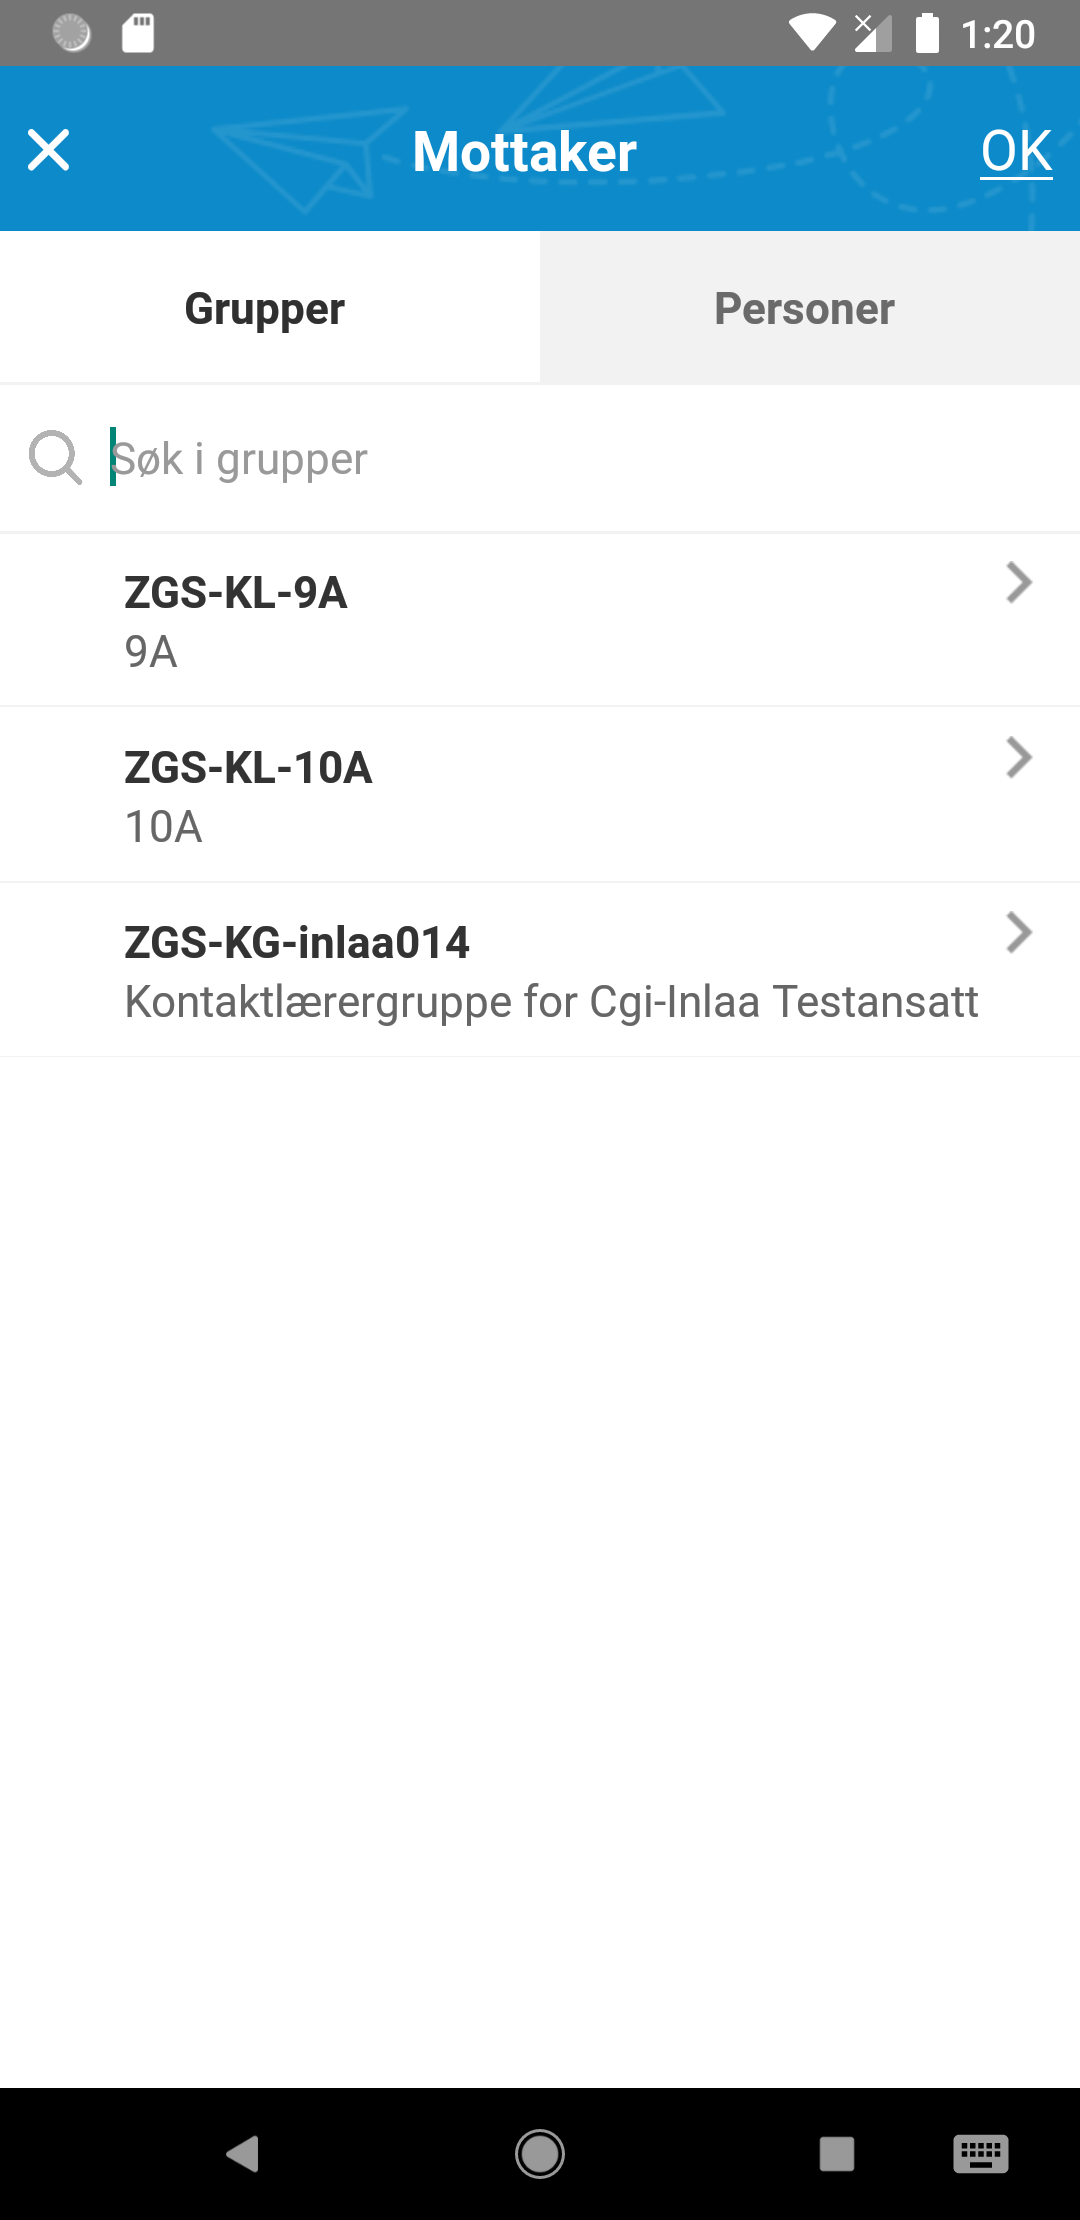 1:20
Mottaker
OK
Grupper
Personer
Søk i grupper
ZGS-KL-9A
9A
ZGS-KL-10A
10A
ZGS-KG-inlaa014
Kontaktlærergruppe for Cgi-Inlaa Testansatt